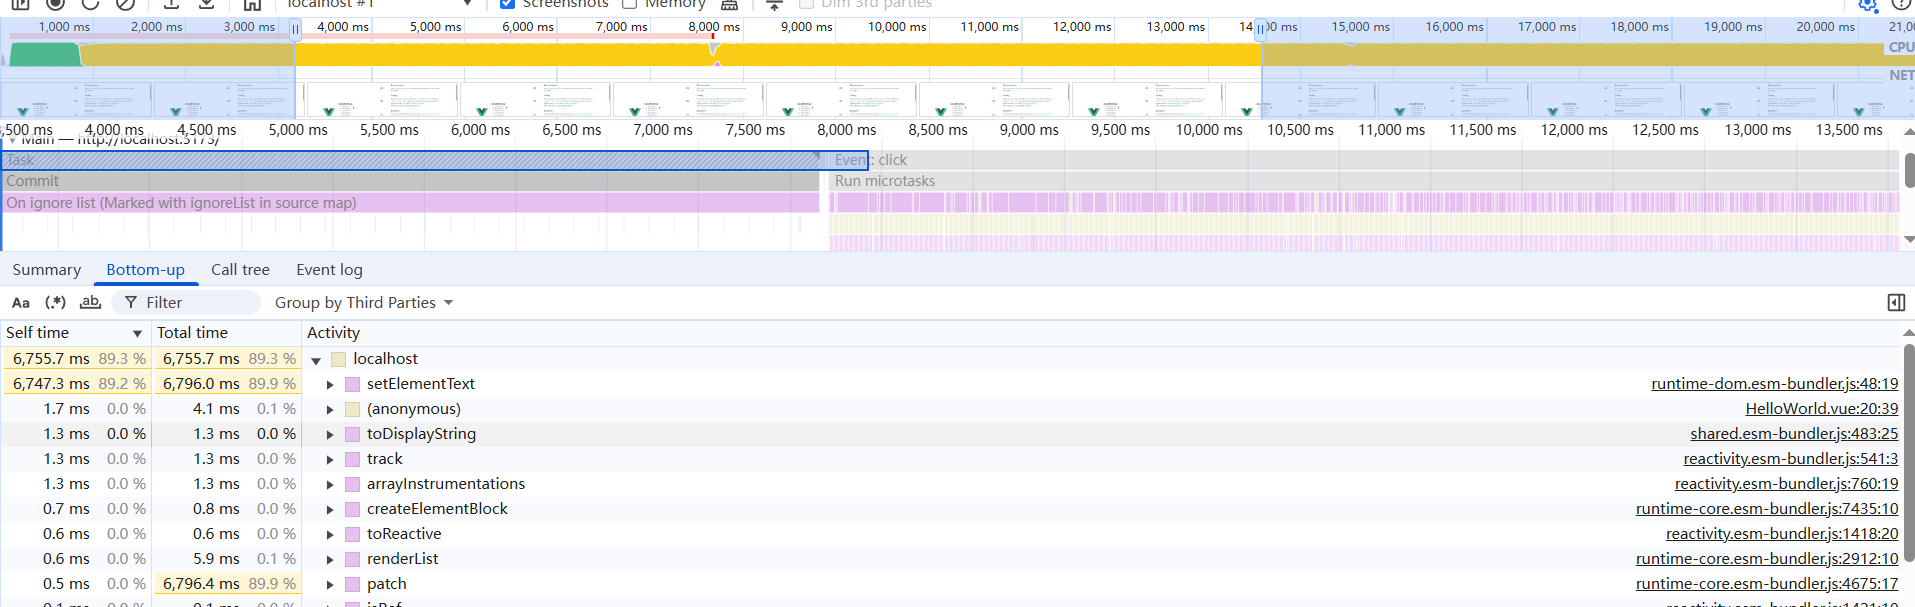 localhost #1 Screenshots Memory Dim 3rd parties
1,000 ms 2,000 ms 3,000 ms 4,000 ms 5,000 ms 6,000 ms 7,000 ms 8,000 ms 9,000 ms 10,000 ms 11,000 ms 12,000 ms 13,000 ms 14 00 ms 15,000 ms 16,000 ms 17,000 ms 18,000 ms 19,000 ms 20,000 ms 21,0
CPU
NET
,500 ms 4,000 ms 4,500 ms 5,000 ms 5,500 ms 6,000 ms 6,500 ms 7,000 ms 7,500 ms 8,000 ms 8,500 ms 9,000 ms 9,500 ms 10,000 ms 10,500 ms 11,000 ms 11,500 ms 12,000 ms 12,500 ms 13,000 ms 13,500 ms
Main — http://localhost:5173/
Task Event: click
Commit Run microtasks
On ignore list (Marked with ignoreList in source map)
Summary Bottom-up Call tree Event log
Aa (.*) ab Filter Group by Third Parties
Self time Total time Activity
6,755.7 ms 89.3 % 6,755.7 ms 89.3 % localhost
6,747.3 ms 89.2 % 6,796.0 ms 89.9 % setElementText runtime-dom.esm-bundler.js:48:19
1.7 ms 0.0 % 4.1 ms 0.1 % (anonymous) HelloWorld.vue:20:39
1.3 ms 0.0 % 1.3 ms 0.0 % toDisplayString shared.esm-bundler.js:483:25
1.3 ms 0.0 % 1.3 ms 0.0 % track reactivity.esm-bundler.js:541:3
1.3 ms 0.0 % 1.3 ms 0.0 % arrayInstrumentations reactivity.esm-bundler.js:760:19
0.7 ms 0.0 % 0.8 ms 0.0 % createElementBlock runtime-core.esm-bundler.js:7435:10
0.6 ms 0.0 % 0.6 ms 0.0 % toReactive reactivity.esm-bundler.js:1418:20
0.6 ms 0.0 % 5.9 ms 0.1 % renderList runtime-core.esm-bundler.js:2912:10
0.5 ms 0.0 % 6,796.4 ms 89.9 % patch runtime-core.esm-bundler.js:4675:17